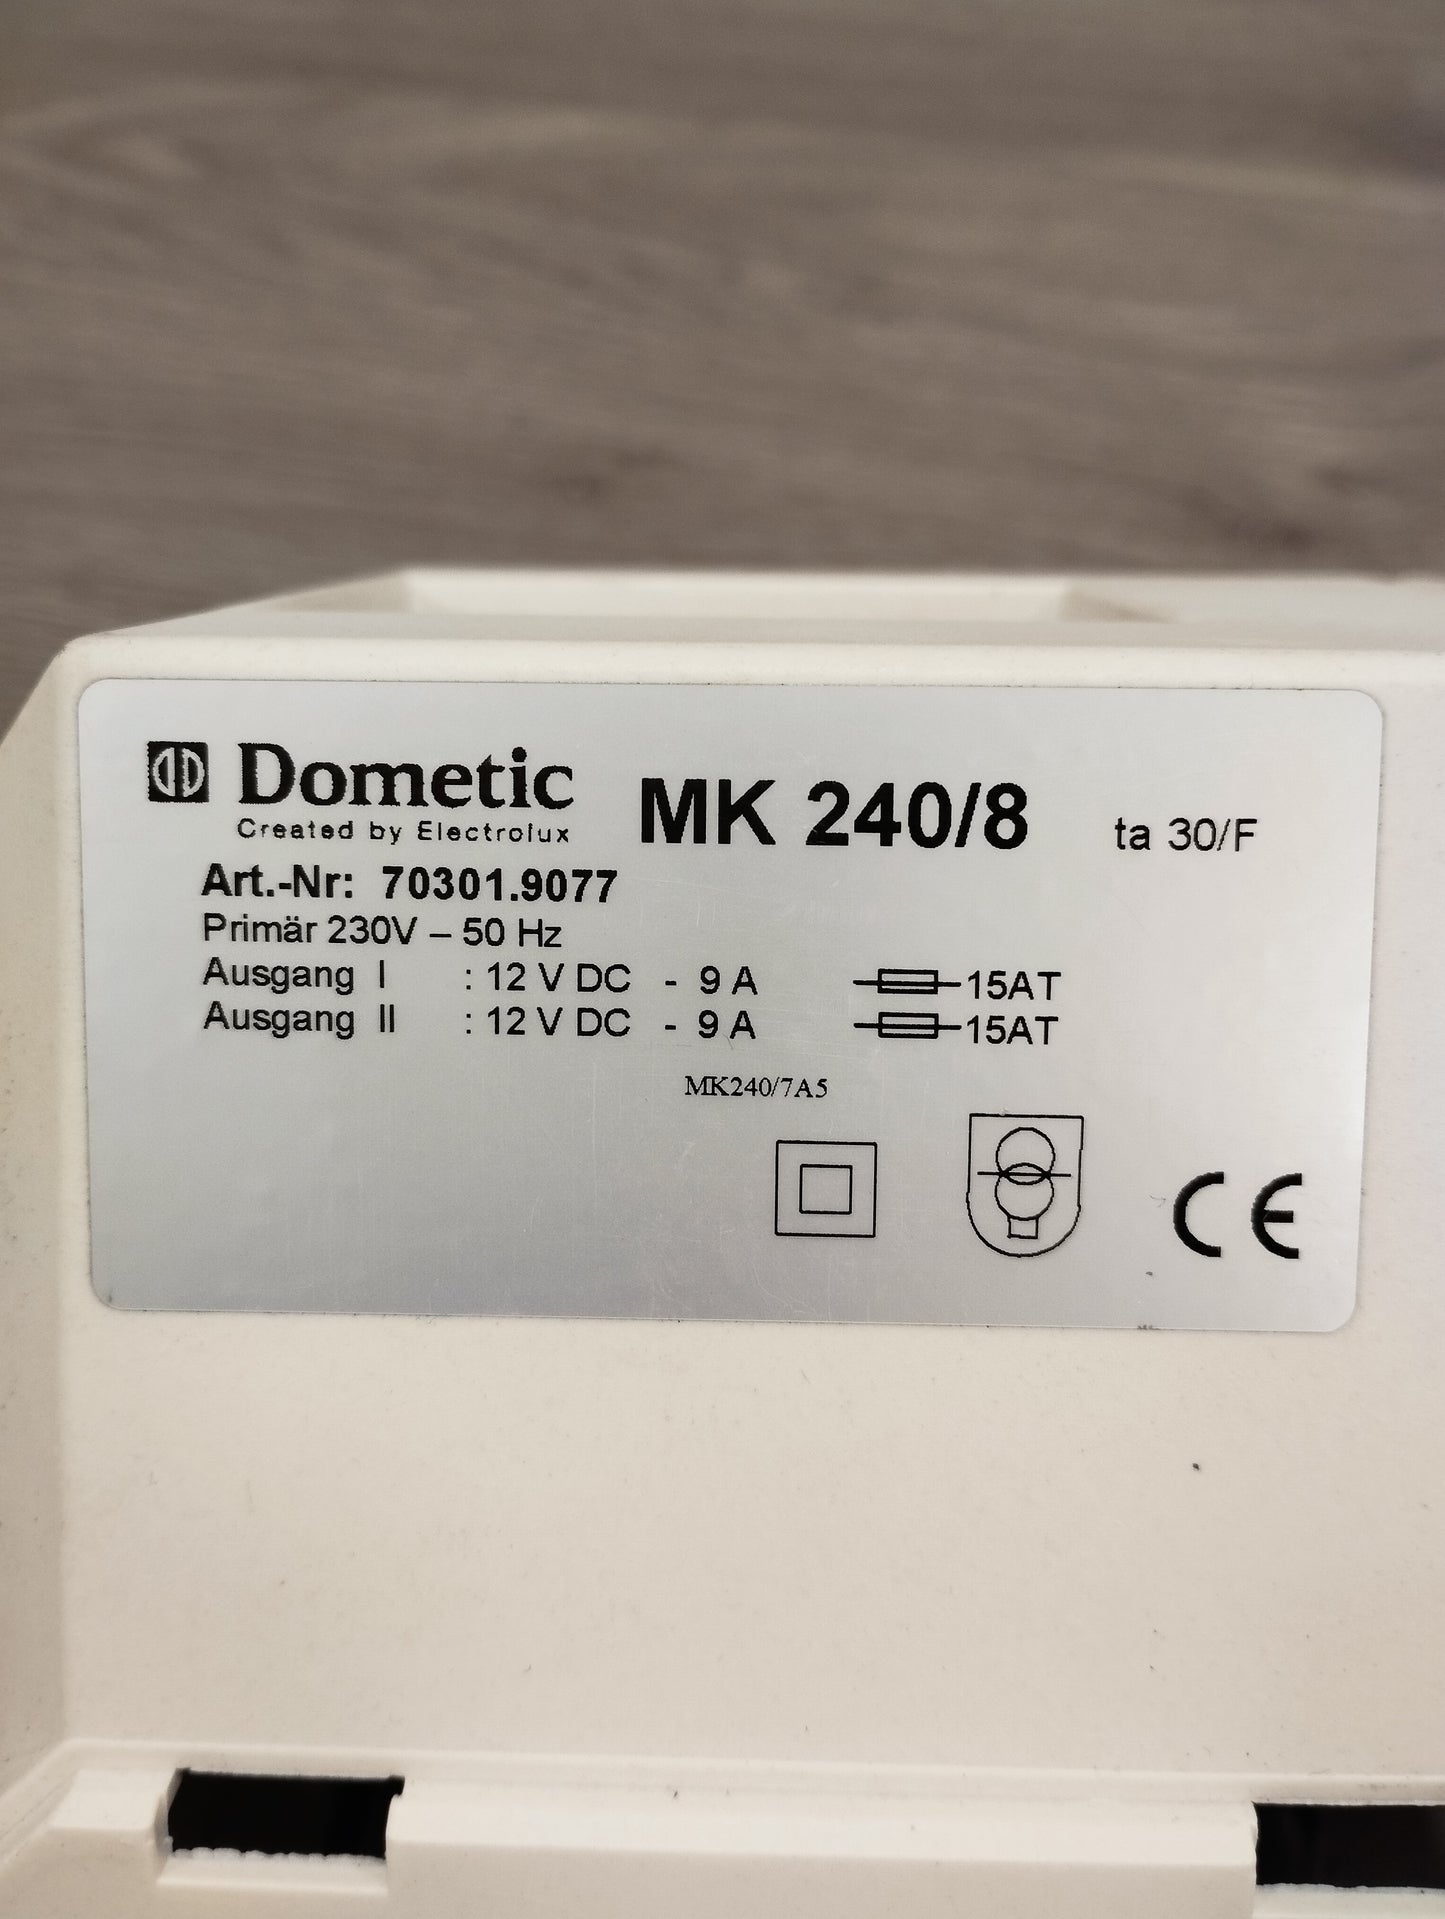 Dometic MK 240/8 ta 30/F
Created by Electrolux
Art.-Nr: 70301.9077
Primär 230V – 50 Hz
Ausgang I : 12 V DC - 9 A 15AT
Ausgang II : 12 V DC - 9 A 15AT
MK240/7A5
CE